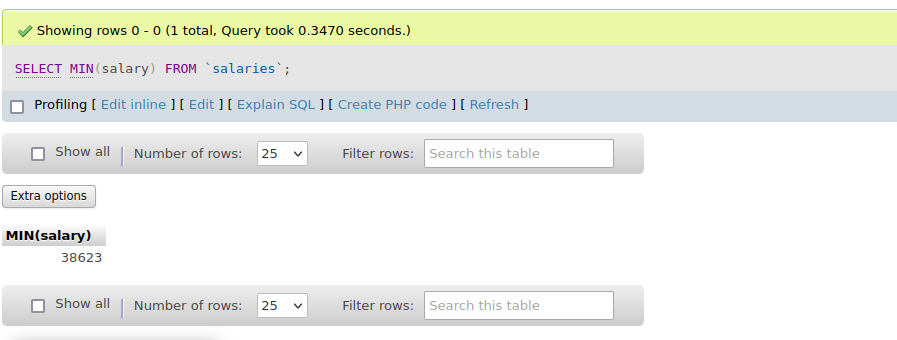 Showing rows 0 - 0 (1 total, Query took 0.3470 seconds.)
SELECT MIN(salary) FROM `salaries`;
Profiling [ Edit inline ] [ Edit ] [ Explain SQL ] [ Create PHP code ] [ Refresh ]
Show all | Number of rows: 25 Filter rows: Search this table
Extra options
MIN(salary)
38623
Show all | Number of rows: 25 Filter rows: Search this table